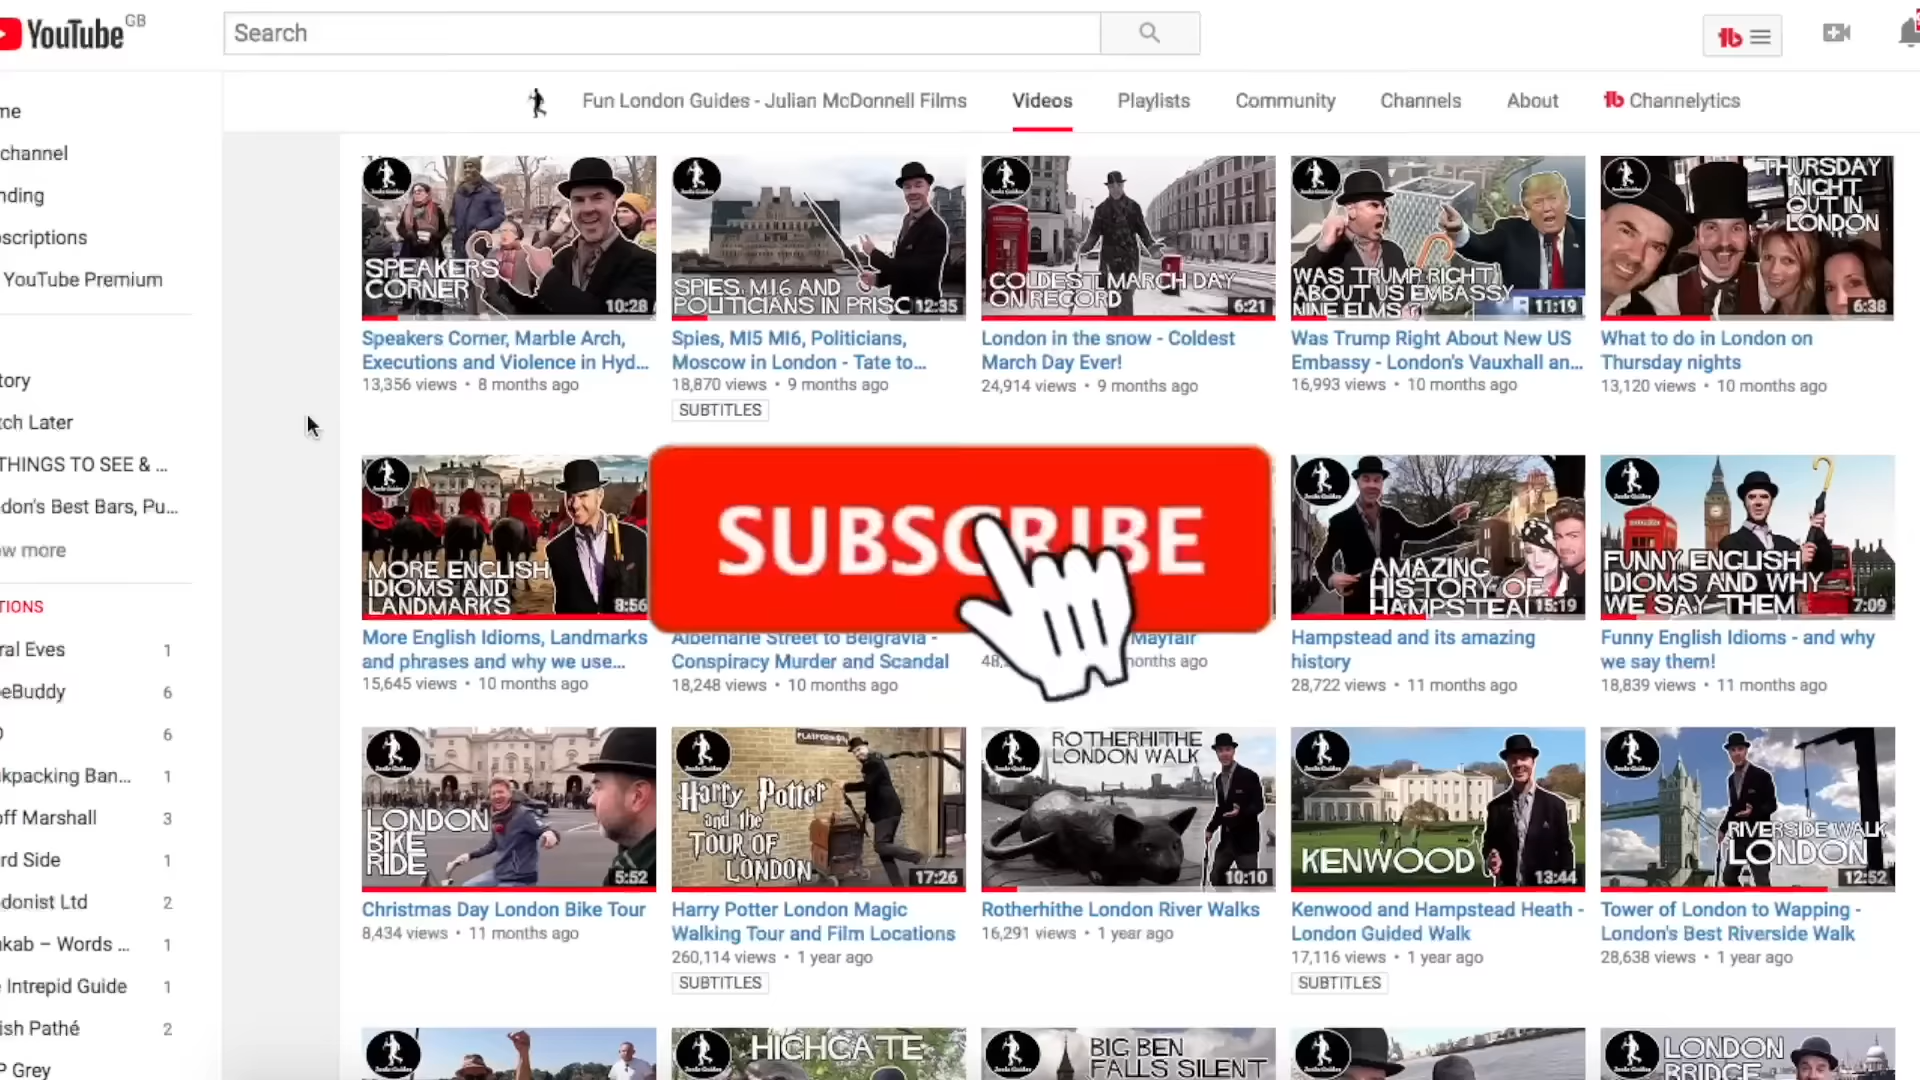 YouTube GB
Search
Fun London Guides - Julian McDonnell Films
Videos
Playlists
Community
Channels
About
Channelytics
channel
YouTube Premium
THINGS TO SEE & ...
London's Best Bars, Pu...
TIONS
ral Eves 1
eBuddy 6
6
kpacking Ban... 1
off Marshall 3
rd Side 1
donist Ltd 2
kab – Words ... 1
Intrepid Guide 1
ish Pathé 2
P Grey
SPEAKERS
CORNER
10:28
SPIES, MI6 AND
POLITICIANS IN PRISO
12:35
COLDEST MARCH DAY
ON RECORD
6:21
WAS TRUMP RIGHT
ABOUT US EMBASSY
NINE ELMS
11:19
THURSDAY
NIGHT
OUT IN
LONDON
6:38
Speakers Corner, Marble Arch,
Executions and Violence in Hyd...
13,356 views • 8 months ago
Spies, MI5 MI6, Politicians,
Moscow in London - Tate to...
18,870 views • 9 months ago
SUBTITLES
London in the snow - Coldest
March Day Ever!
24,914 views • 9 months ago
Was Trump Right About New US
Embassy - London's Vauxhall an...
16,993 views • 10 months ago
What to do in London on
Thursday nights
13,120 views • 10 months ago
MORE ENGLISH
IDIOMS AND
LANDMARKS
8:56
SUBSCRIBE
AMAZING
HISTORY OF
HAMPSTEAD
15:19
FUNNY ENGLISH
IDIOMS AND WHY
WE SAY THEM
7:09
More English Idioms, Landmarks
and phrases and why we use...
15,645 views • 10 months ago
Albemarle Street to Belgravia -
Conspiracy Murder and Scandal
18,248 views • 10 months ago
Mayfair
months ago
Hampstead and its amazing
history
28,722 views • 11 months ago
Funny English Idioms - and why
we say them!
18,839 views • 11 months ago
LONDON
BIKE
RIDE
5:52
PLATFORM
Harry Potter
and the
TOUR OF
LONDON
17:26
ROTHERHITHE
LONDON WALK
10:10
KENWOOD
13:44
RIVERSIDE WALK
LONDON
12:52
Christmas Day London Bike Tour
8,434 views • 11 months ago
Harry Potter London Magic
Walking Tour and Film Locations
260,114 views • 1 year ago
SUBTITLES
Rotherhithe London River Walks
16,291 views • 1 year ago
Kenwood and Hampstead Heath -
London Guided Walk
17,116 views • 1 year ago
SUBTITLES
Tower of London to Wapping -
London's Best Riverside Walk
28,638 views • 1 year ago
HIGHGATE
BIG BEN
FALLS SILENT
LONDON
BRIDGE